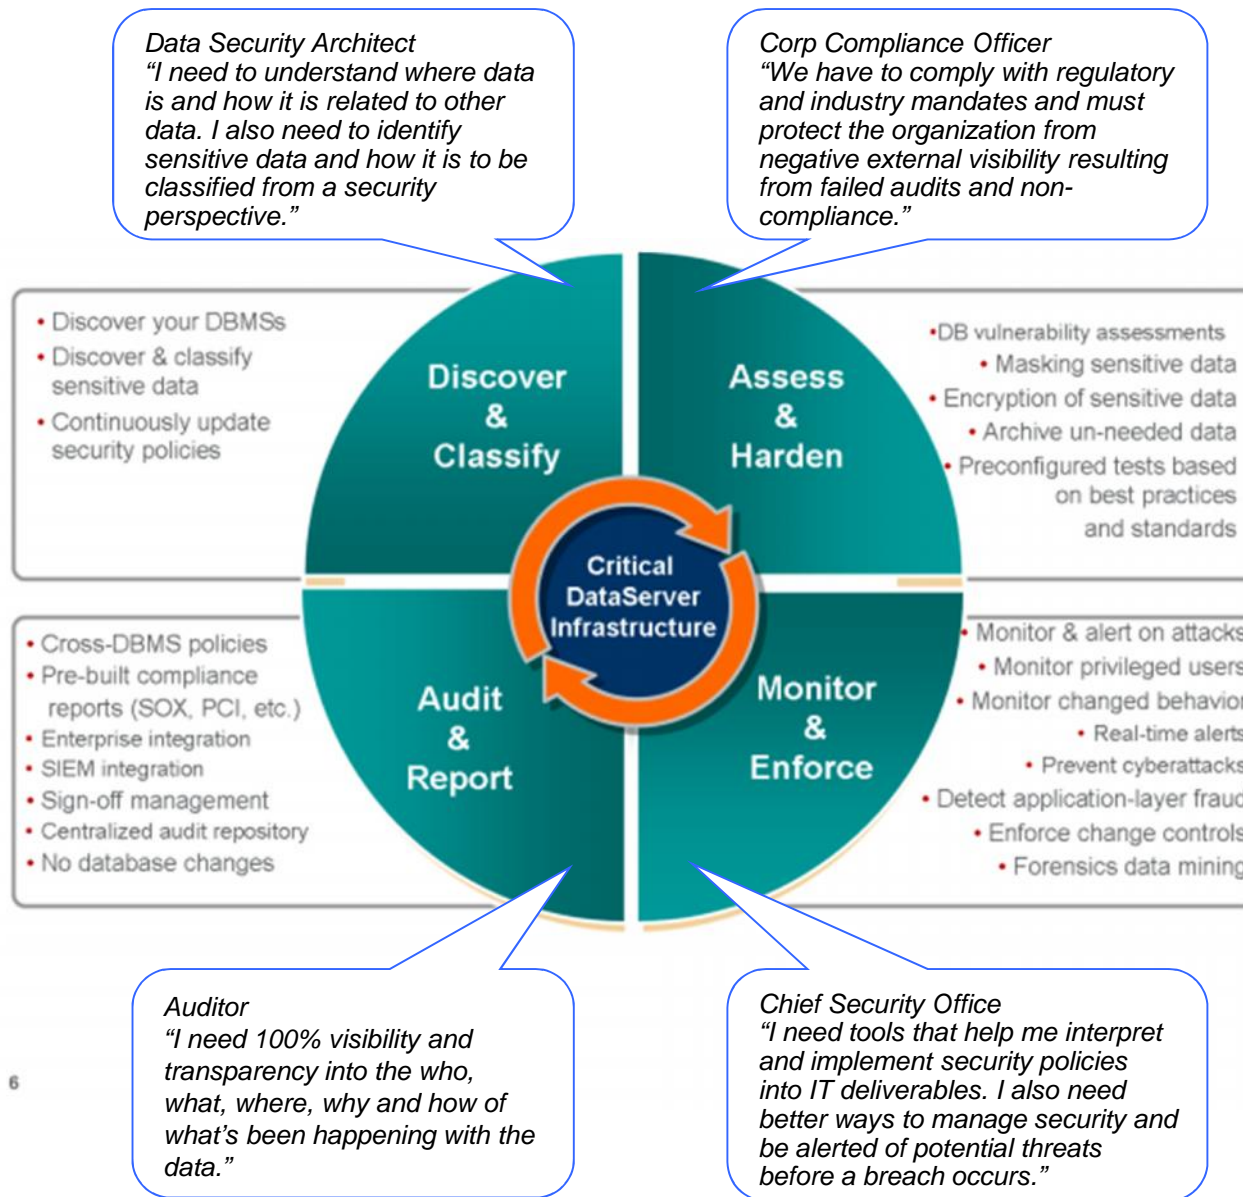 Data Security Architect
“I need to understand where data
is and how it is related to other
data. I also need to identify
sensitive data and how it is to be
classified from a security
perspective.”
Corp Compliance Officer
“We have to comply with regulatory
and industry mandates and must
protect the organization from
negative external visibility resulting
from failed audits and non-
compliance.”
• Discover your DBMSs
• Discover & classify
sensitive data
• Continuously update
security policies
Discover
&
Classify
Assess
&
Harden
•DB vulnerability assessments
• Masking sensitive data
• Encryption of sensitive data
• Archive un-needed data
• Preconfigured tests based
on best practices
and standards
Critical
DataServer
Infrastructure
• Cross-DBMS policies
• Pre-built compliance
reports (SOX, PCI, etc.)
• Enterprise integration
• SIEM integration
• Sign-off management
• Centralized audit repository
• No database changes
Audit
&
Report
Monitor
&
Enforce
• Monitor & alert on attacks
• Monitor privileged users
• Monitor changed behavior
• Real-time alerts
• Prevent cyberattacks
• Detect application-layer fraud
• Enforce change controls
• Forensics data mining
Auditor
“I need 100% visibility and
transparency into the who,
what, where, why and how of
what’s been happening with the
data.”
Chief Security Office
“I need tools that help me interpret
and implement security policies
into IT deliverables. I also need
better ways to manage security and
be alerted of potential threats
before a breach occurs.”
6